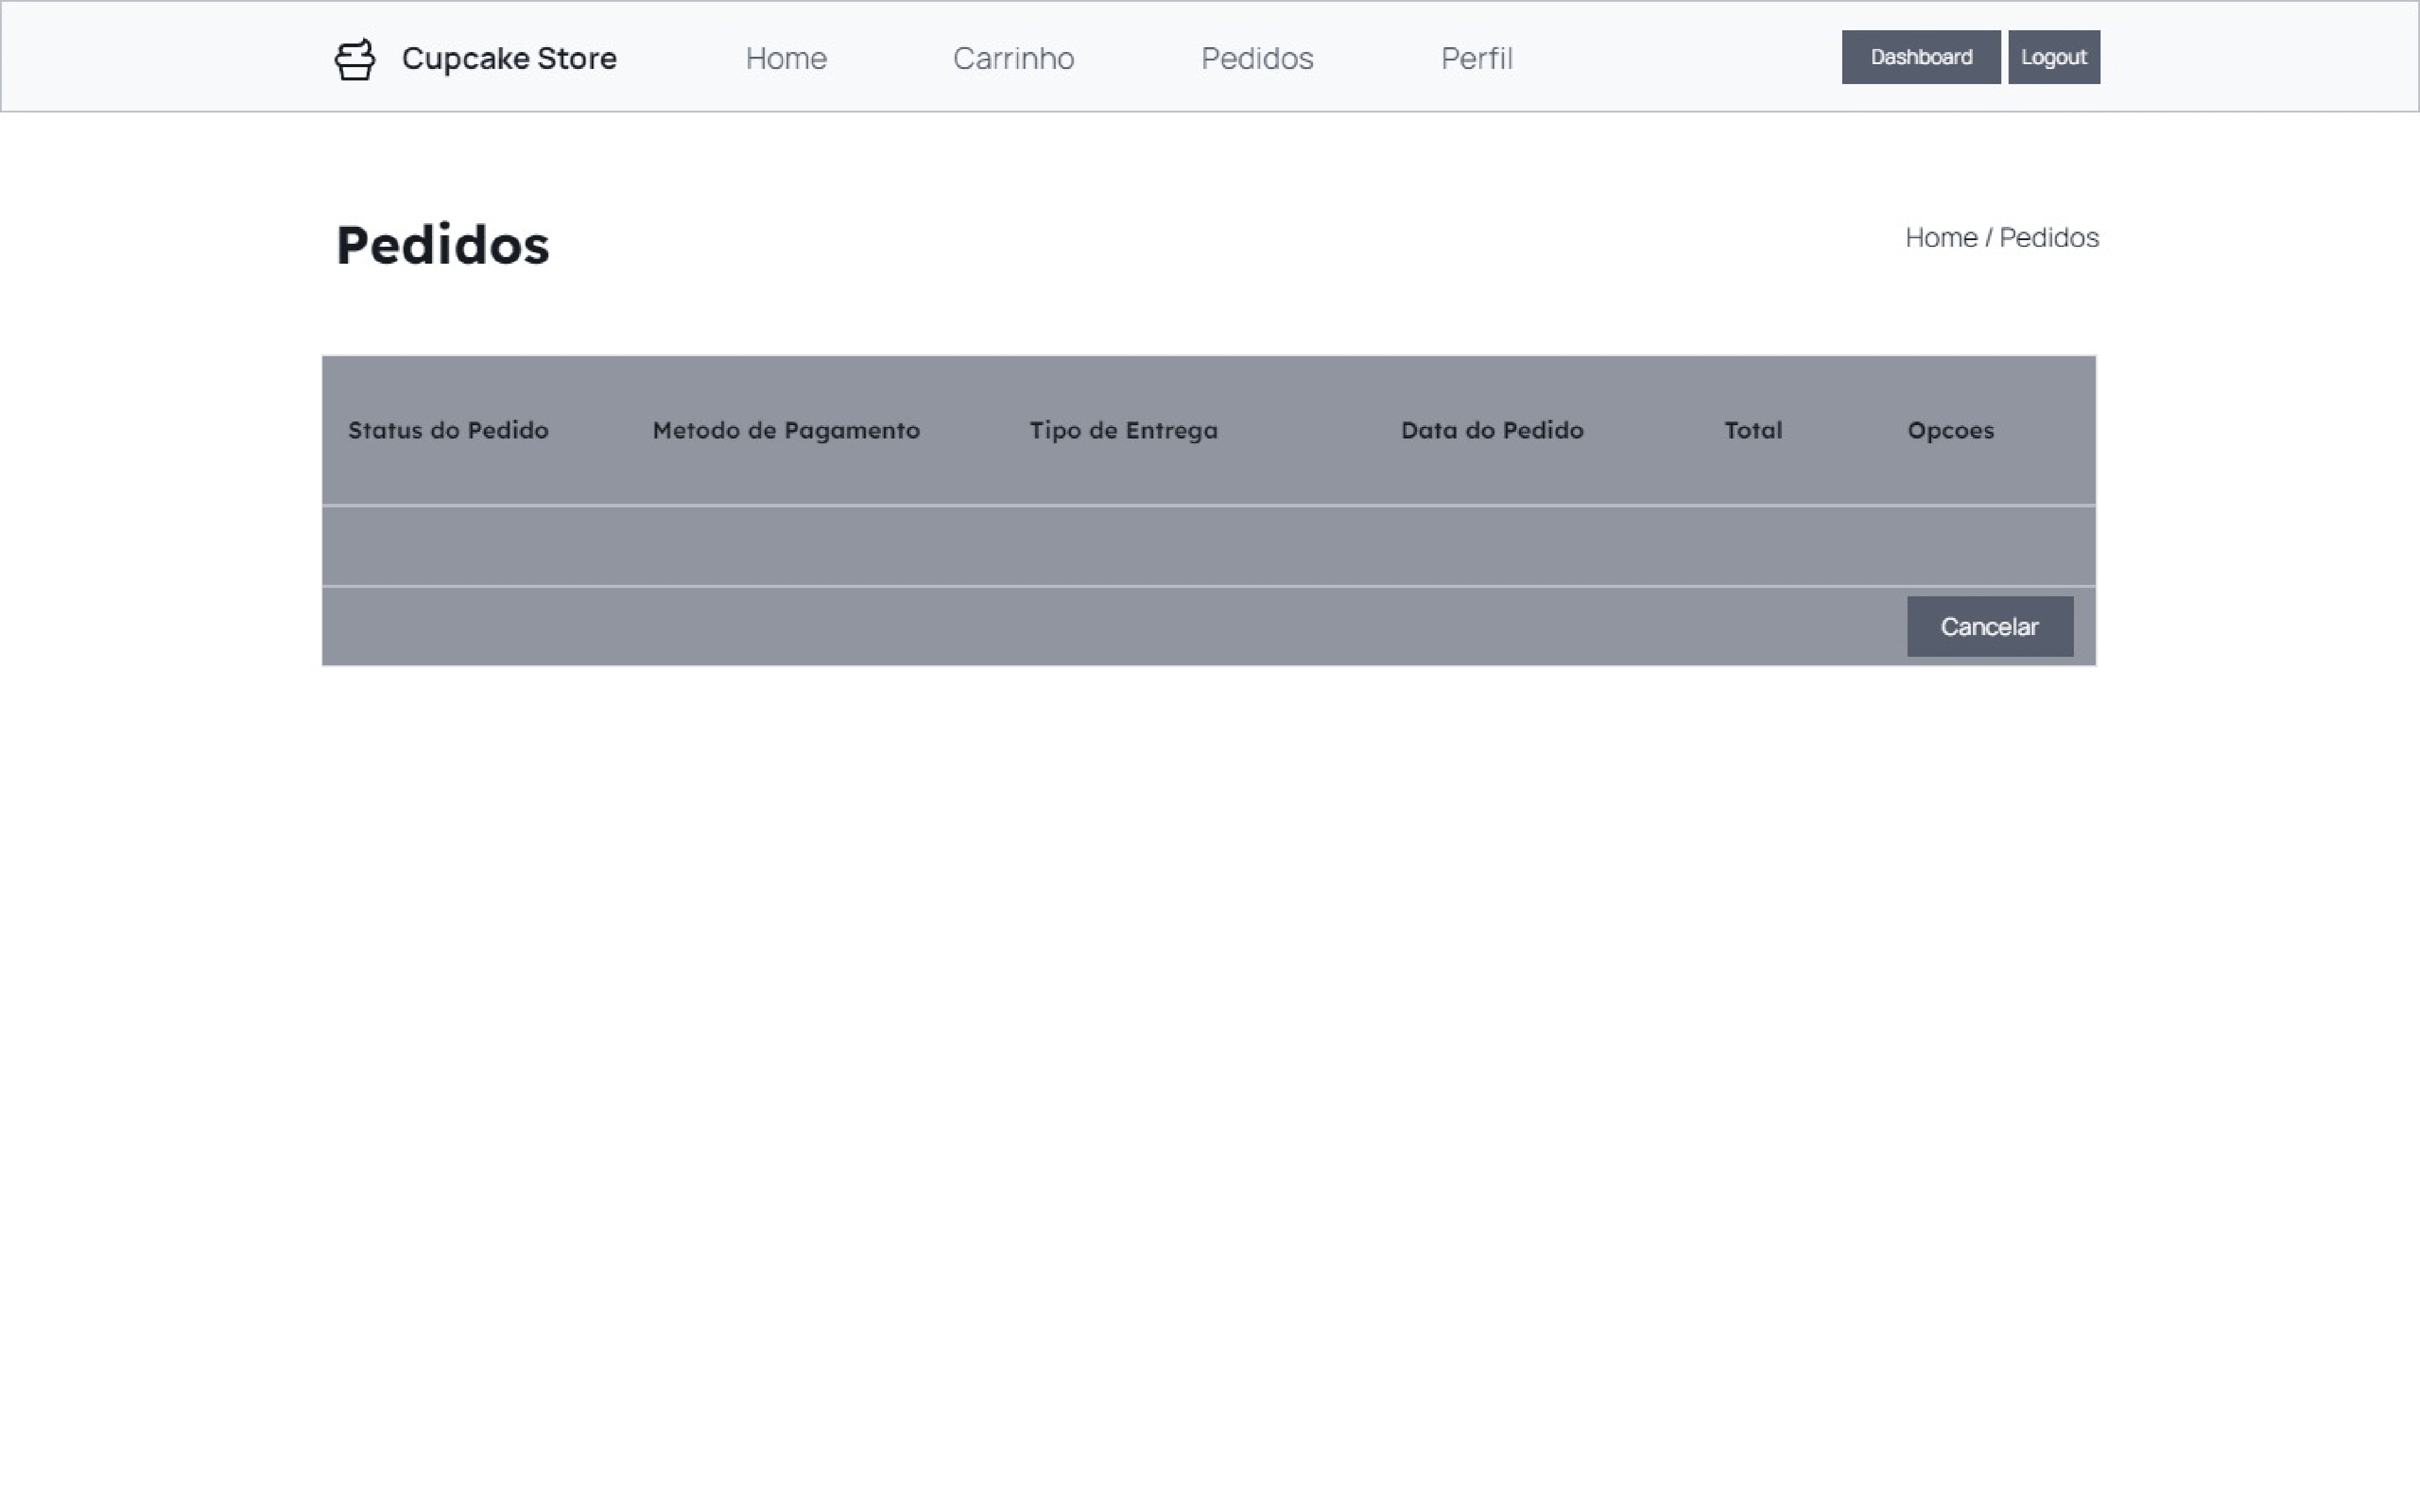 Cupcake Store Home Carrinho Pedidos Perfil Dashboard Logout
Pedidos Home / Pedidos
Status do Pedido Metodo de Pagamento Tipo de Entrega Data do Pedido Total Opcoes
Cancelar